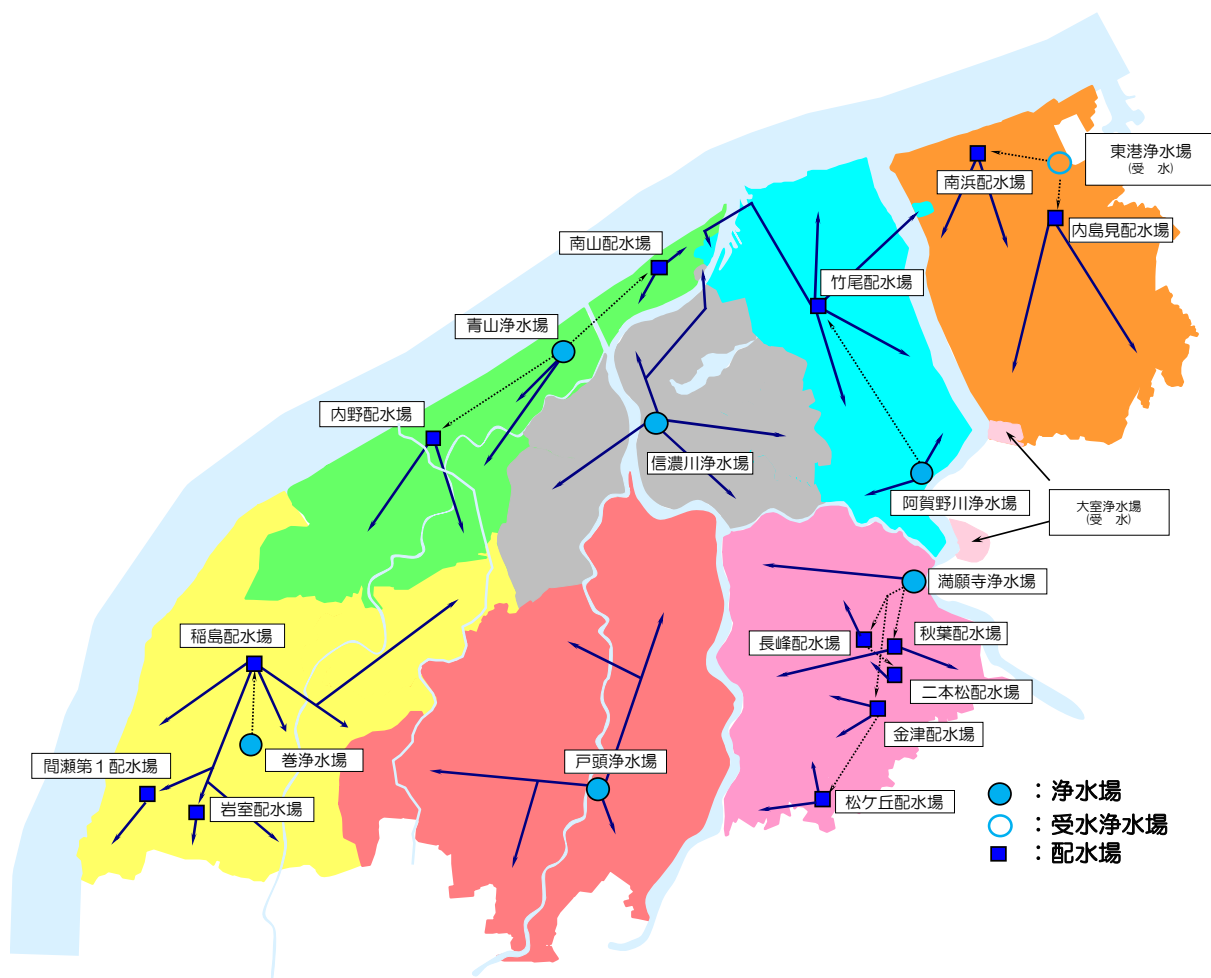 東港浄水場
(受　水)
南浜配水場
内島見配水場
南山配水場
竹尾配水場
青山浄水場
内野配水場
信濃川浄水場
阿賀野川浄水場
大室浄水場
(受　水)
満願寺浄水場
稲島配水場
長峰配水場
秋葉配水場
二本松配水場
金津配水場
間瀬第１配水場
巻浄水場
戸頭浄水場
岩室配水場
松ケ丘配水場
：浄水場
：受水浄水場
：配水場